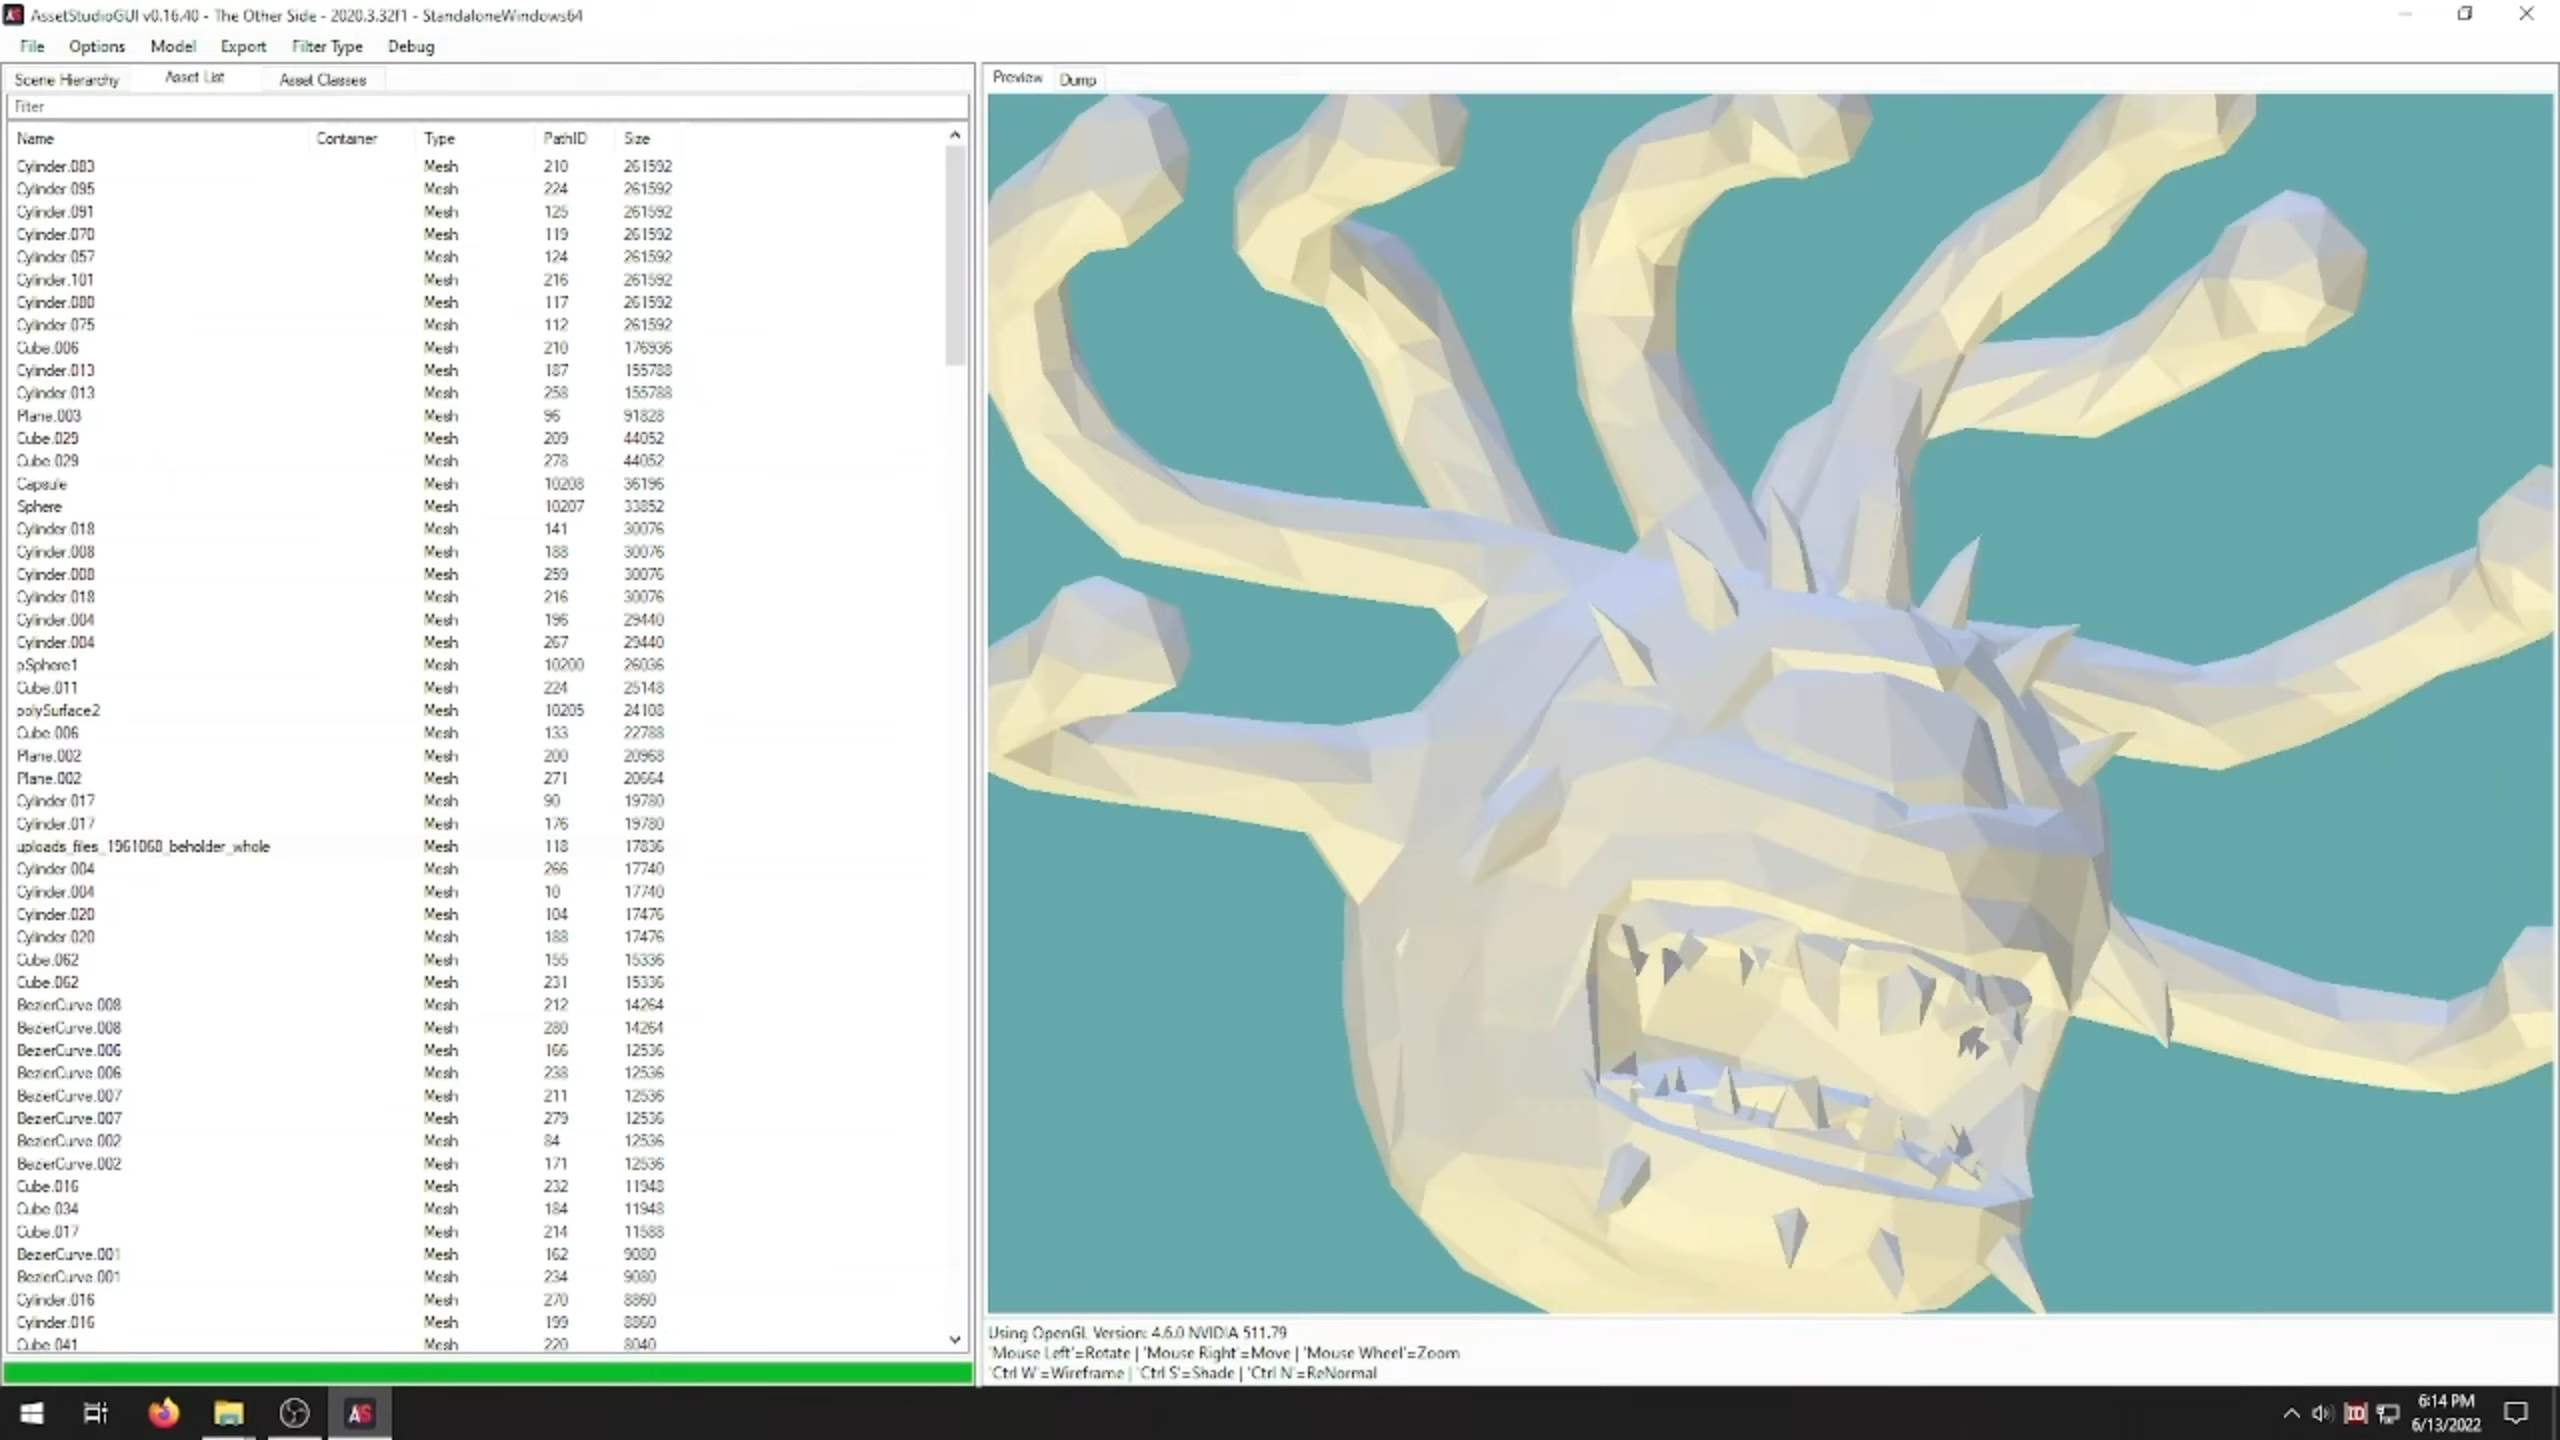 AssetStudioGUI v0.16.40 - The Other Side - 2020.3.32f1 - StandaloneWindows64
File Options Model Export Filter Type Debug
Scene Hierarchy Asset List Asset Classes
Filter
Name Container Type PathID Size
Cylinder.083 Mesh 210 261592
Cylinder.095 Mesh 224 261592
Cylinder.091 Mesh 125 261592
Cylinder.070 Mesh 119 261592
Cylinder.057 Mesh 124 261592
Cylinder.101 Mesh 216 261592
Cylinder.080 Mesh 117 261592
Cylinder.075 Mesh 112 261592
Cube.006 Mesh 210 176936
Cylinder.013 Mesh 187 155788
Cylinder.013 Mesh 258 155788
Plane.003 Mesh 96 91828
Cube.029 Mesh 209 44052
Cube.029 Mesh 278 44052
Capsule Mesh 10208 36196
Sphere Mesh 10207 33852
Cylinder.018 Mesh 141 30076
Cylinder.008 Mesh 188 30076
Cylinder.008 Mesh 259 30076
Cylinder.018 Mesh 216 30076
Cylinder.004 Mesh 196 29440
Cylinder.004 Mesh 267 29440
pSphere1 Mesh 10200 26036
Cube.011 Mesh 224 25148
polySurface2 Mesh 10205 24108
Cube.006 Mesh 133 22788
Plane.002 Mesh 200 20968
Plane.002 Mesh 271 20664
Cylinder.017 Mesh 90 19780
Cylinder.017 Mesh 176 19780
uploads_files_1961068_beholder_whole Mesh 118 17836
Cylinder.004 Mesh 266 17740
Cylinder.004 Mesh 10 17740
Cylinder.020 Mesh 104 17476
Cylinder.020 Mesh 188 17476
Cube.062 Mesh 155 15336
Cube.062 Mesh 231 15336
BezierCurve.008 Mesh 212 14264
BezierCurve.008 Mesh 280 14264
BezierCurve.006 Mesh 166 12536
BezierCurve.006 Mesh 238 12536
BezierCurve.007 Mesh 211 12536
BezierCurve.007 Mesh 279 12536
BezierCurve.002 Mesh 84 12536
BezierCurve.002 Mesh 171 12536
Cube.016 Mesh 232 11948
Cube.034 Mesh 184 11948
Cube.017 Mesh 214 11588
BezierCurve.001 Mesh 162 9080
BezierCurve.001 Mesh 234 9080
Cylinder.016 Mesh 270 8860
Cylinder.016 Mesh 199 8860
Cube.041 Mesh 220 8040
Preview Dump
Using OpenGL Version: 4.6.0 NVIDIA 511.79
'Mouse Left'=Rotate | 'Mouse Right'=Move | 'Mouse Wheel'=Zoom
'Ctrl W'=Wireframe | 'Ctrl S'=Shade | 'Ctrl N'=ReNormal
AS
ID
6:14 PM
6/13/2022